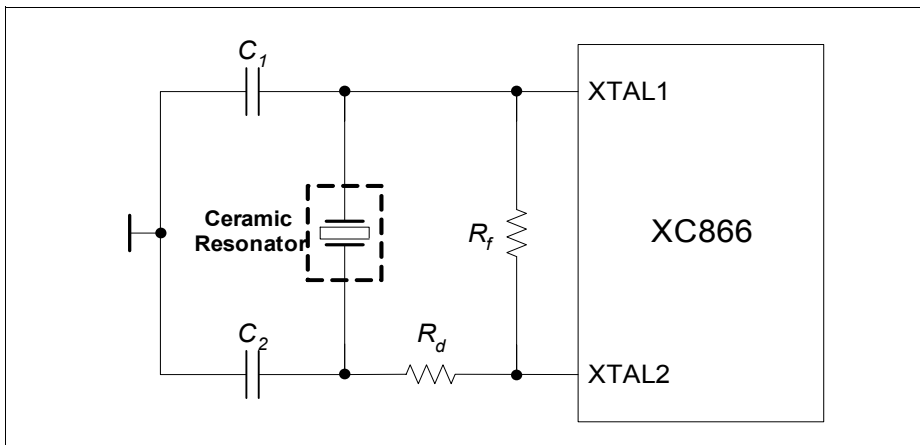 C1
XTAL1
Ceramic
Resonator
Rf
XC866
C2
Rd
XTAL2